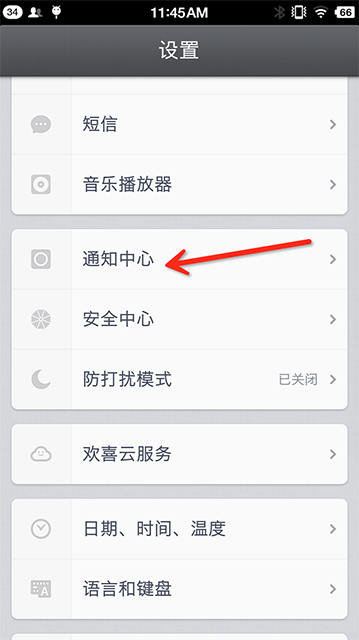 34 11:45AM 66
设置
短信
音乐播放器
通知中心
安全中心
防打扰模式 已关闭
欢喜云服务
日期、时间、温度
语言和键盘